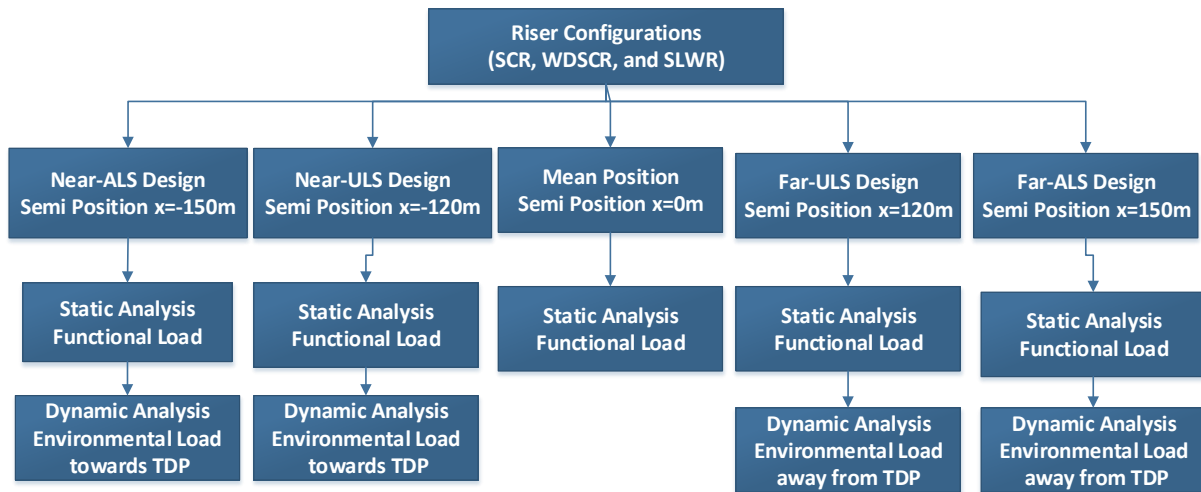 Riser Configurations
(SCR, WDSCR, and SLWR)
Near-ALS Design
Semi Position x=-150m
Near-ULS Design
Semi Position x=-120m
Mean Position
Semi Position x=0m
Far-ULS Design
Semi Position x=120m
Far-ALS Design
Semi Position x=150m
Static Analysis
Functional Load
Static Analysis
Functional Load
Static Analysis
Functional Load
Static Analysis
Functional Load
Static Analysis
Functional Load
Dynamic Analysis
Environmental Load
towards TDP
Dynamic Analysis
Environmental Load
towards TDP
Dynamic Analysis
Environmental Load
away from TDP
Dynamic Analysis
Environmental Load
away from TDP